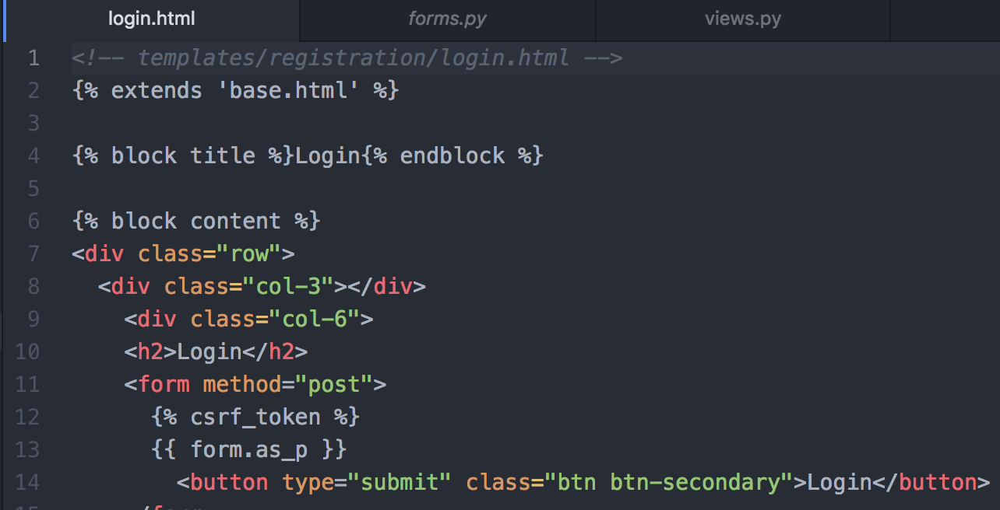 login.html forms.py views.py
1 <!-- templates/registration/login.html -->
2 {% extends 'base.html' %}
3
4 {% block title %}Login{% endblock %}
5
6 {% block content %}
7 <div class="row">
8 <div class="col-3"></div>
9 <div class="col-6">
10 <h2>Login</h2>
11 <form method="post">
12 {% csrf_token %}
13 {{ form.as_p }}
14 <button type="submit" class="btn btn-secondary">Login</button>